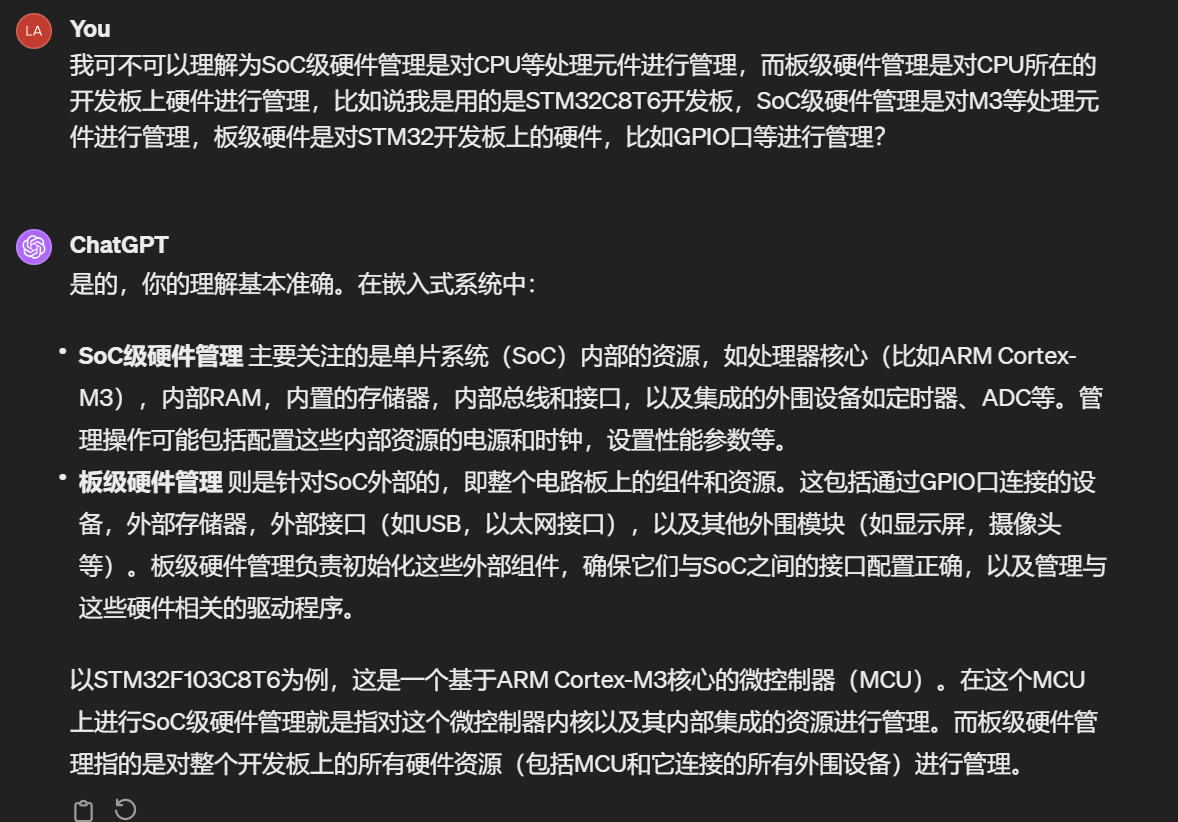 LA
You
我可不可以理解为SoC级硬件管理是对CPU等处理元件进行管理，而板级硬件管理是对CPU所在的
开发板上硬件进行管理，比如说我是用的是STM32C8T6开发板，SoC级硬件管理是对M3等处理元
件进行管理，板级硬件是对STM32开发板上的硬件，比如GPIO口等进行管理？
ChatGPT
是的，你的理解基本准确。在嵌入式系统中：
• SoC级硬件管理 主要关注的是单片系统（SoC）内部的资源，如处理器核心（比如ARM Cortex-
M3），内部RAM，内置的存储器，内部总线和接口，以及集成的外围设备如定时器、ADC等。管
理操作可能包括配置这些内部资源的电源和时钟，设置性能参数等。
• 板级硬件管理 则是针对SoC外部的，即整个电路板上的组件和资源。这包括通过GPIO口连接的设
备，外部存储器，外部接口（如USB，以太网接口），以及其他外围模块（如显示屏，摄像头
等）。板级硬件管理负责初始化这些外部组件，确保它们与SoC之间的接口配置正确，以及管理与
这些硬件相关的驱动程序。
以STM32F103C8T6为例，这是一个基于ARM Cortex-M3核心的微控制器（MCU）。在这个MCU
上进行SoC级硬件管理就是指对这个微控制器内核以及其内部集成的资源进行管理。而板级硬件管
理指的是对整个开发板上的所有硬件资源（包括MCU和它连接的所有外围设备）进行管理。